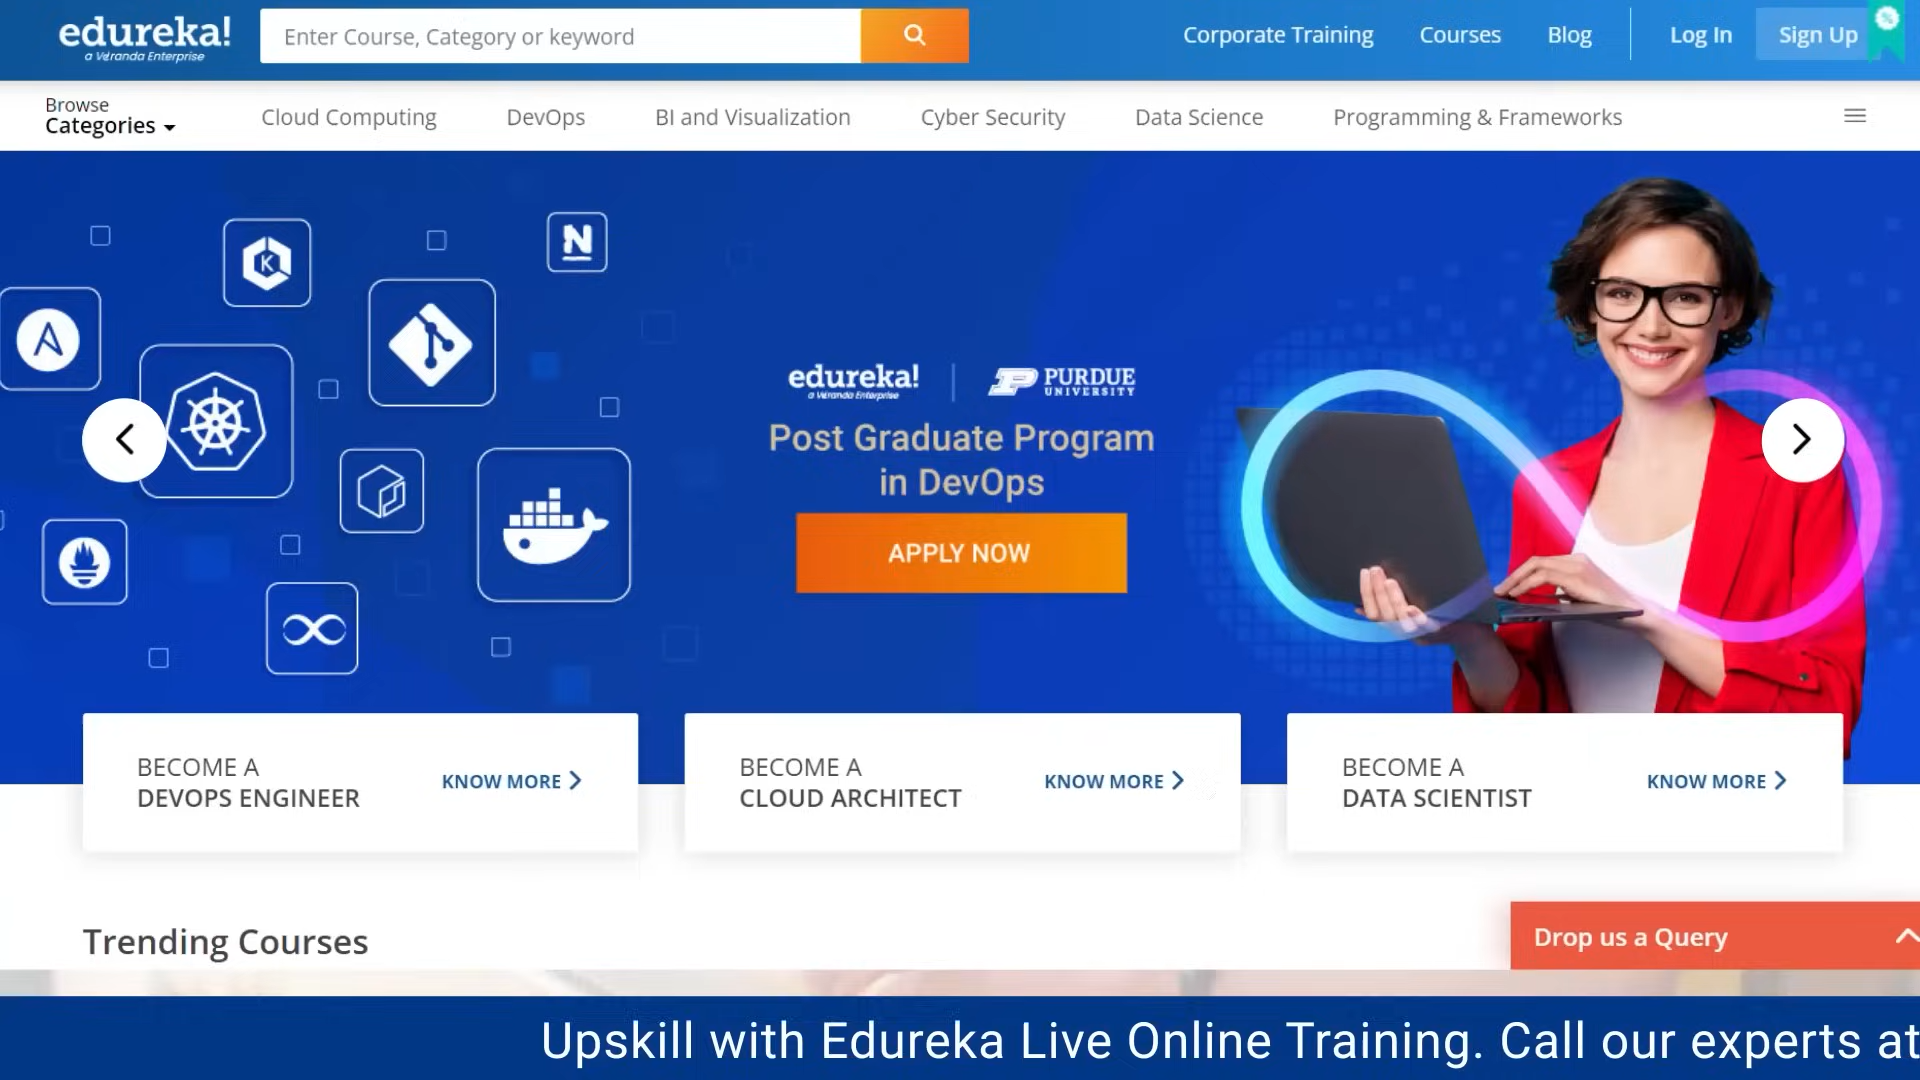 edureka!
a Veranda Enterprise
Enter Course, Category or keyword
Corporate Training
Courses
Blog
Log In
Sign Up
Browse
Categories
Cloud Computing
DevOps
BI and Visualization
Cyber Security
Data Science
Programming & Frameworks
K
N
A
edureka!
a Veranda Enterprise
P PURDUE
UNIVERSITY
Post Graduate Program
in DevOps
APPLY NOW
BECOME A
DEVOPS ENGINEER
KNOW MORE
BECOME A
CLOUD ARCHITECT
KNOW MORE
BECOME A
DATA SCIENTIST
KNOW MORE
Trending Courses
Drop us a Query
Upskill with Edureka Live Online Training. Call our experts at